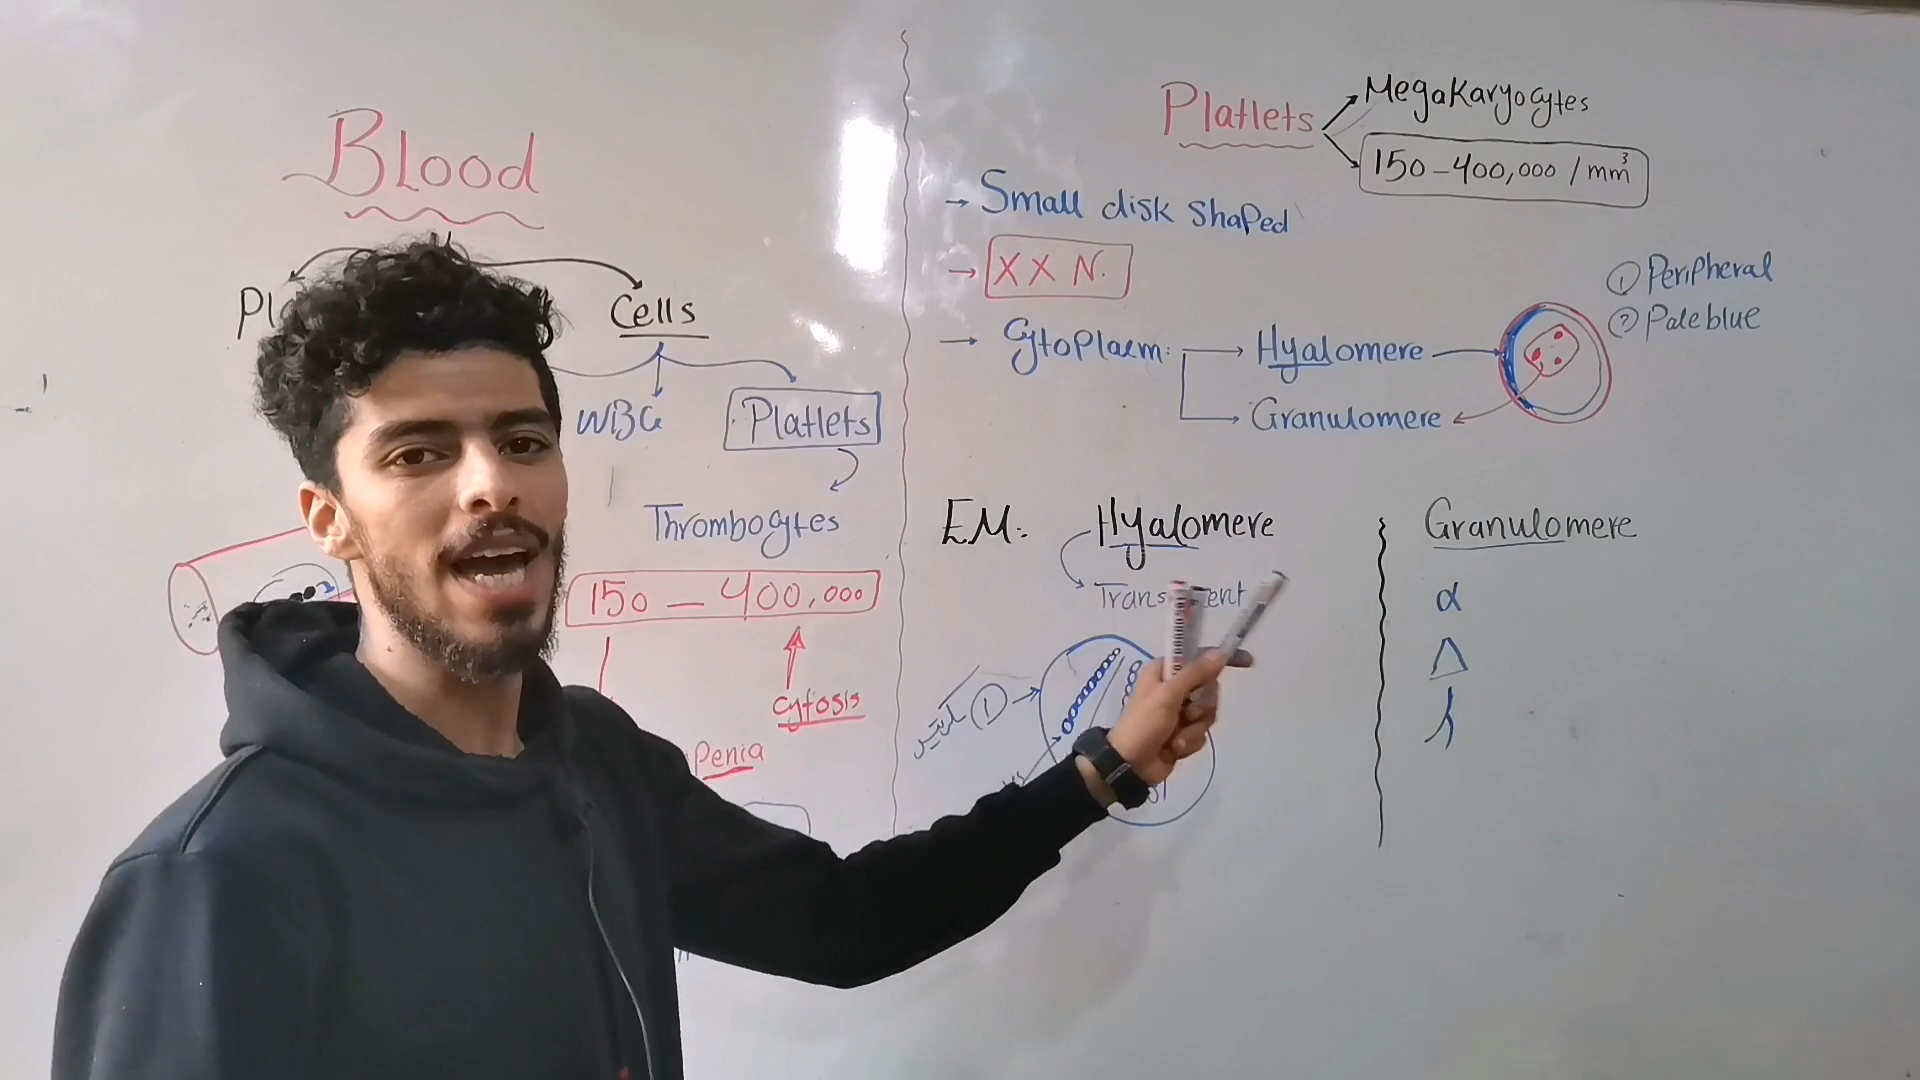 Blood
Cells
WBC
Platlets
Thrombocytes
150 – 400,000
cytosis
Penia
Platlets
MegaKaryocytes
150 – 400,000 / mm³
→ Small disk shaped
→ X X N.
→ Cytoplasm:
→ Hyalomere
→ Granulomere
① Peripheral
② Pale blue
EM:
Hyalomere
①
Granulomere
α
Δ
λ